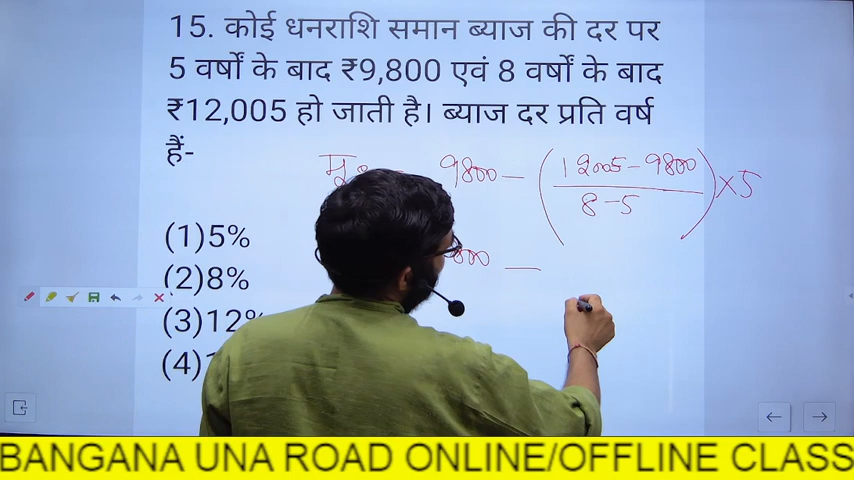 15. कोई धनराशि समान ब्याज की दर पर
5 वर्षों के बाद ₹9,800 एवं 8 वर्षों के बाद
₹12,005 हो जाती है। ब्याज दर प्रति वर्ष
हैं-
9800 - (12005-9800 / 8-5) ×5
(1)5%
(2)8%
(3)12%
(4)
BANGANA UNA ROAD ONLINE/OFFLINE CLASS